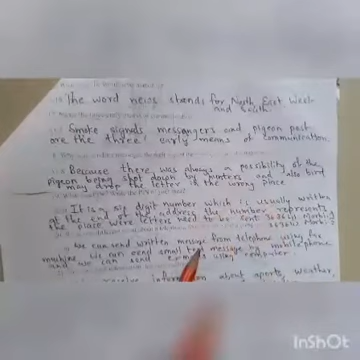 The word news stands for North East West
and South.
Smoke signals messangers and pigeon post
are the three early means of communication.
Because there was always a possibility of the
pigeon being shot down by hunters and also bird
may drop the letter in the wrong place
It is a six digit number which is usually written
at the end of the address the number represents
the place letters need to be sent.
We can send written message from telephone using fax
machine. We can send small text message by mobile phone
and we can send e-mail using computer.
receive information about sports weather
InShOt